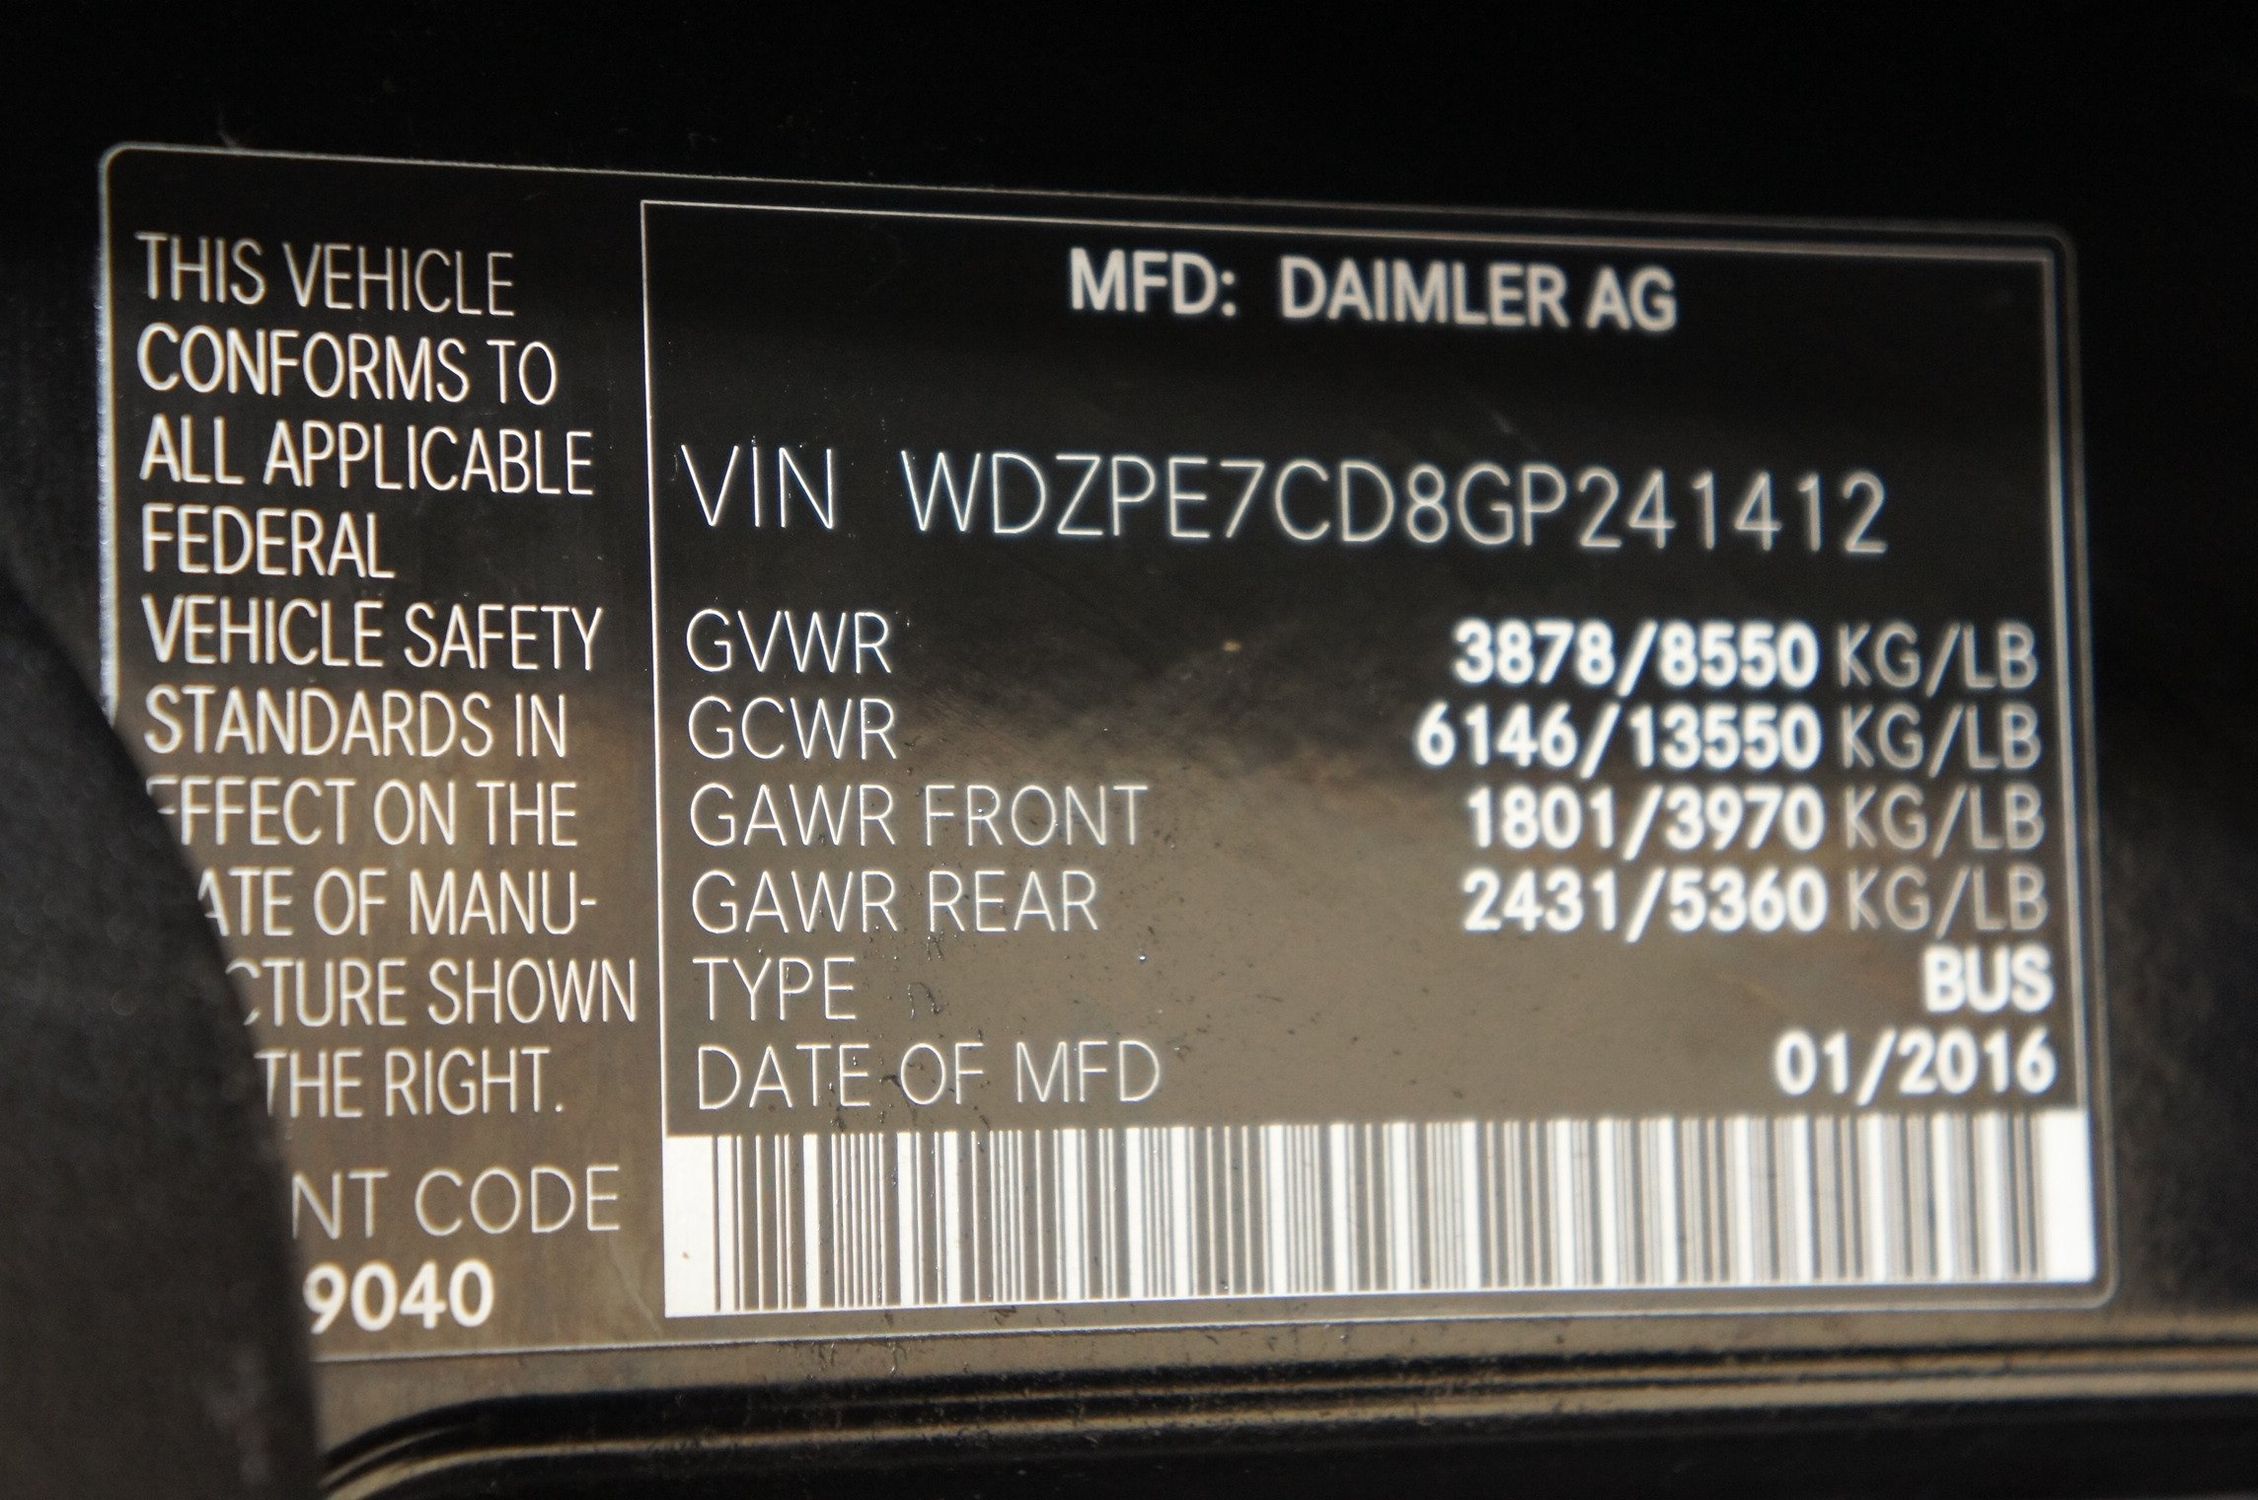 THIS VEHICLE
CONFORMS TO
ALL APPLICABLE
FEDERAL
VEHICLE SAFETY
STANDARDS IN
EFFECT ON THE
ATE OF MANU-
CTURE SHOWN
THE RIGHT.
NT CODE
9040
MFD: DAIMLER AG
VIN WDZPE7CD8GP241412
GVWR 3878/8550 KG/LB
GCWR 6146/13550 KG/LB
GAWR FRONT 1801/3970 KG/LB
GAWR REAR 2431/5360 KG/LB
TYPE BUS
DATE OF MFD 01/2016